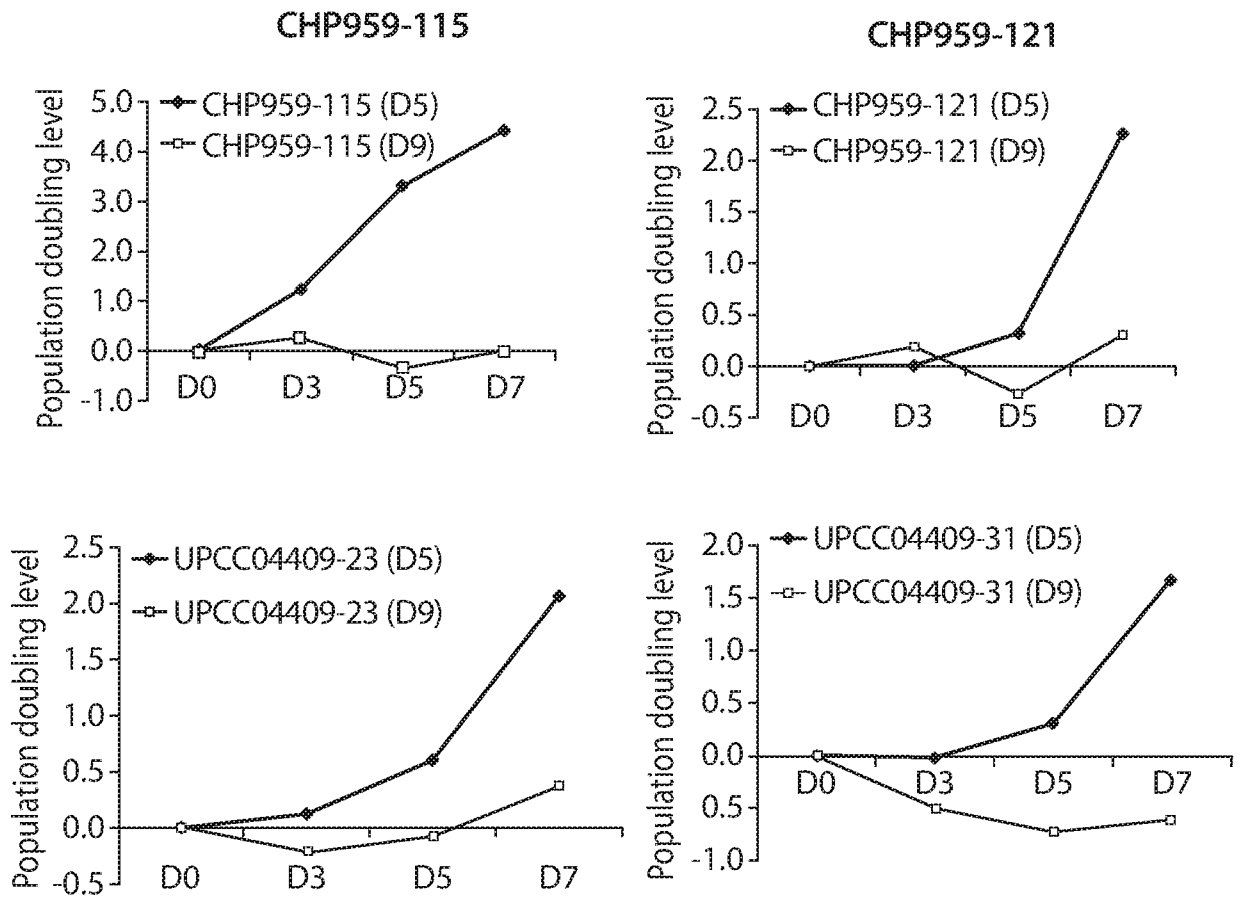 CHP959-115
Population doubling level
5.0
4.0
3.0
2.0
1.0
0.0
-1.0
CHP959-115 (D5)
CHP959-115 (D9)
D0 D3 D5 D7
CHP959-121
Population doubling level
2.5
2.0
1.5
1.0
0.5
0.0
-0.5
CHP959-121 (D5)
CHP959-121 (D9)
D0 D3 D5 D7
Population doubling level
2.5
2.0
1.5
1.0
0.5
0.0
-0.5
UPCC04409-23 (D5)
UPCC04409-23 (D9)
D0 D3 D5 D7
Population doubling level
2.0
1.5
1.0
0.5
0.0
0.5
-1.0
UPCC04409-31 (D5)
UPCC04409-31 (D9)
D0 D3 D5 D7